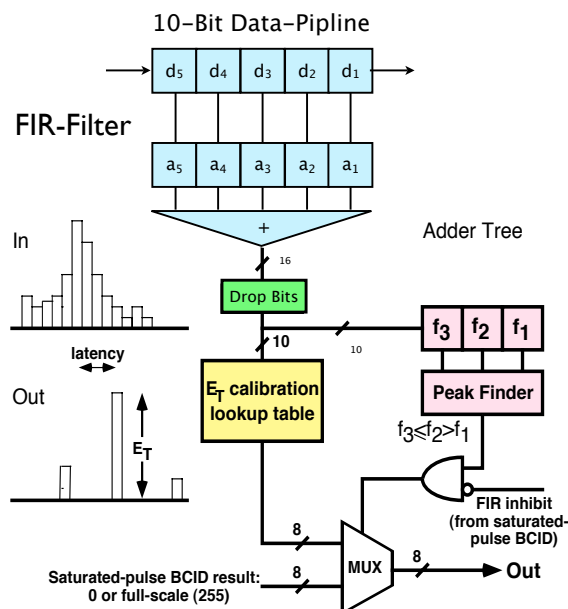 10-Bit Data-Pipline
d5 d4 d3 d2 d1
FIR-Filter
a5 a4 a3 a2 a1
+
In
Adder Tree
16
Drop Bits
10
10
f3 f2 f1
latency
ET calibration
lookup table
Peak Finder
Out
f3⩽f2>f1
ET
FIR inhibit
(from saturated-
pulse BCID)
8
8
Saturated-pulse BCID result:
0 or full-scale (255)
MUX
8
Out